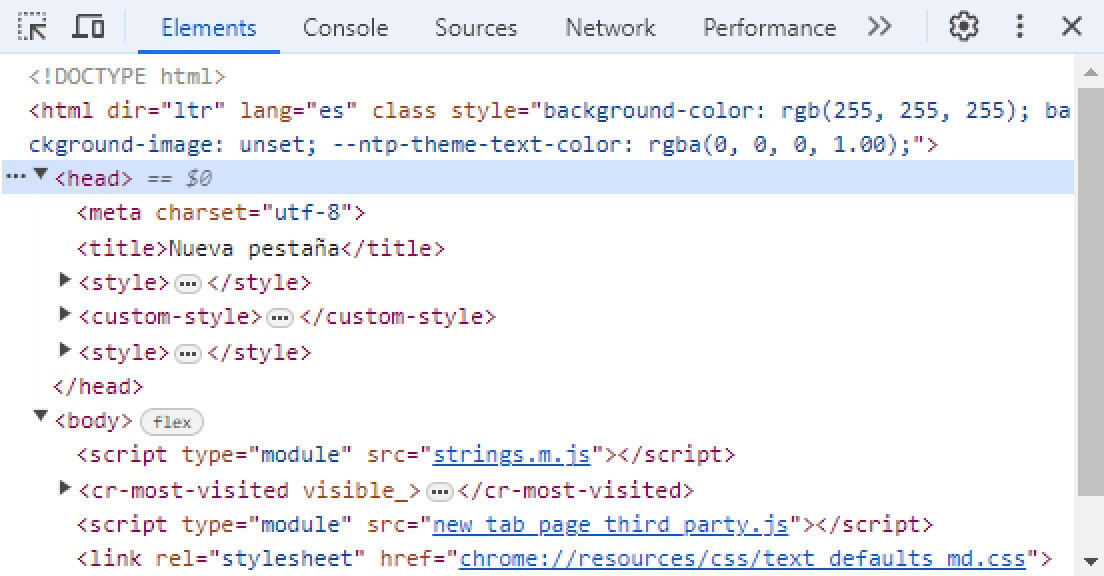 Elements Console Sources Network Performance
<!DOCTYPE html>
<html dir="ltr" lang="es" class style="background-color: rgb(255, 255, 255); ba
ckground-image: unset; --ntp-theme-text-color: rgba(0, 0, 0, 1.00);">
<head> == $0
<meta charset="utf-8">
<title>Nueva pestaña</title>
<style>…</style>
<custom-style>…</custom-style>
<style>…</style>
</head>
<body> flex
<script type="module" src="strings.m.js"></script>
<cr-most-visited visible_>…</cr-most-visited>
<script type="module" src="new_tab_page_third_party.js"></script>
<link rel="stylesheet" href="chrome://resources/css/text_defaults_md.css">